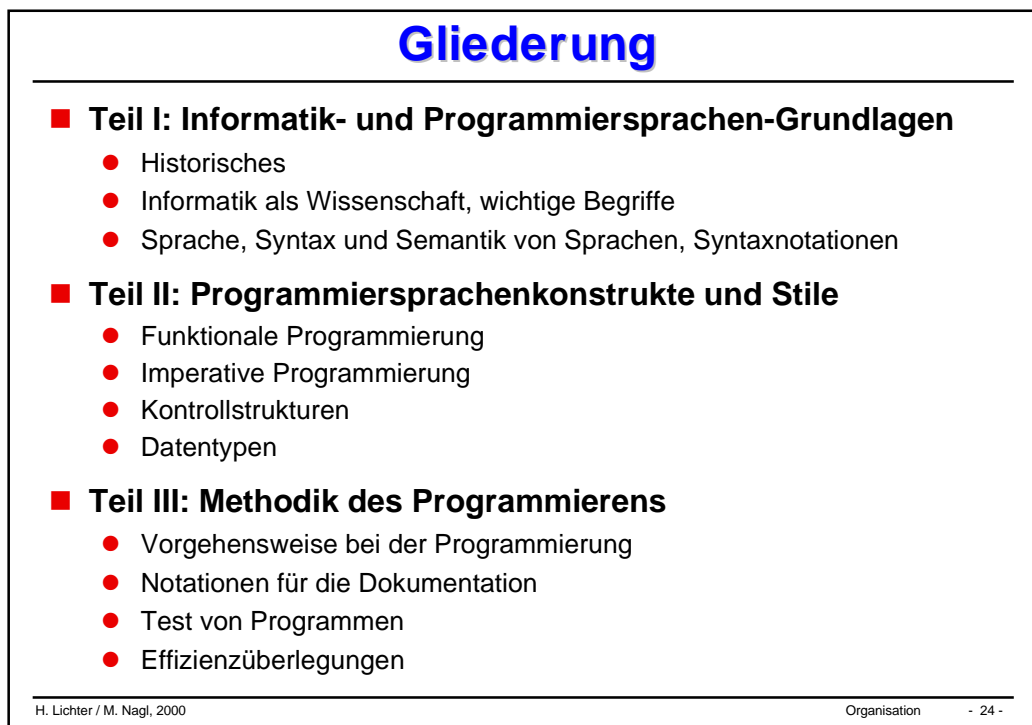 Gliederung
Teil I: Informatik- und Programmiersprachen-Grundlagen
Historisches
Informatik als Wissenschaft, wichtige Begriffe
Sprache, Syntax und Semantik von Sprachen, Syntaxnotationen
Teil II: Programmiersprachenkonstrukte und Stile
Funktionale Programmierung
Imperative Programmierung
Kontrollstrukturen
Datentypen
Teil III: Methodik des Programmierens
Vorgehensweise bei der Programmierung
Notationen für die Dokumentation
Test von Programmen
Effizienzüberlegungen
H. Lichter / M. Nagl, 2000 Organisation - 24 -